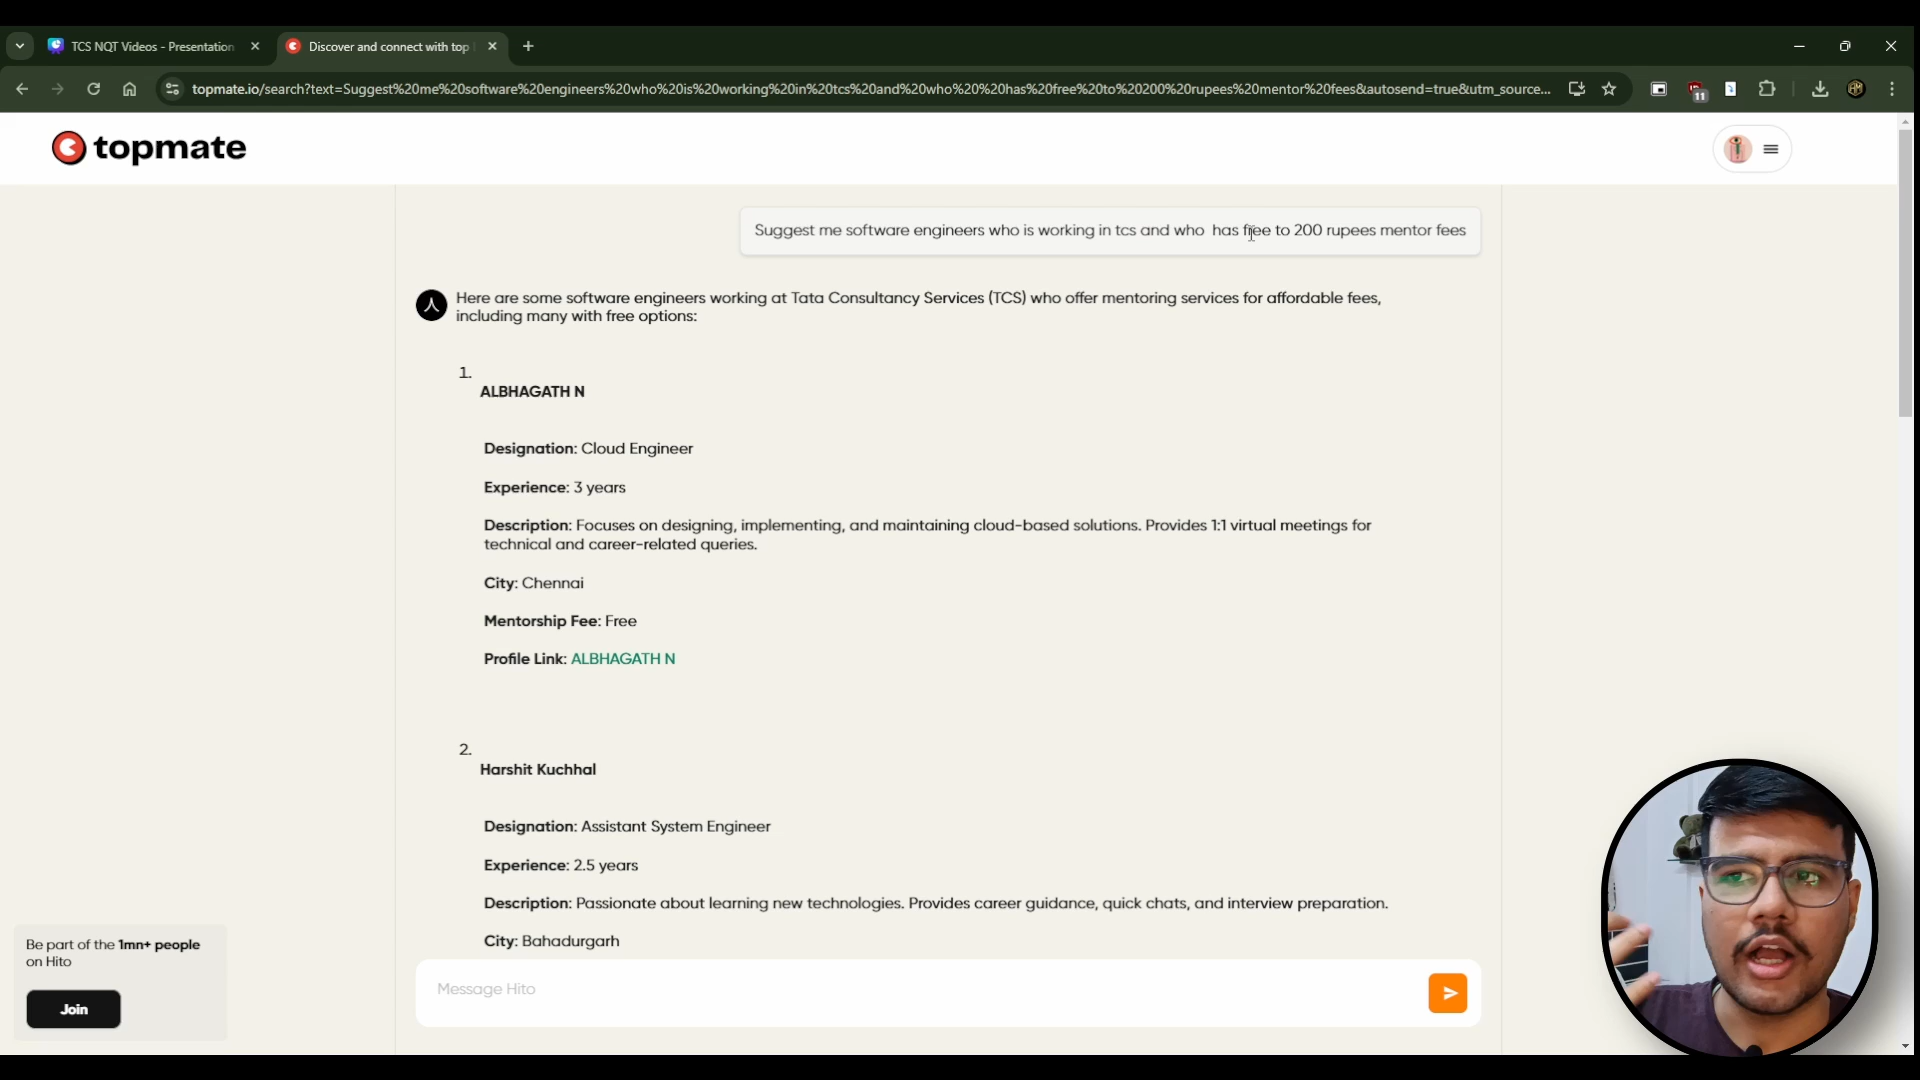 TCS NQT Videos - Presentation
Discover and connect with top
topmate.io/search?text=Suggest%20me%20software%20engineers%20who%20is%20working%20in%20tcs%20and%20who%20%20has%20free%20to%20200%20rupees%20mentor%20fees&autosend=true&utm_source...
11
topmate
Suggest me software engineers who is working in tcs and who  has free to 200 rupees mentor fees
Here are some software engineers working at Tata Consultancy Services (TCS) who offer mentoring services for affordable fees,
including many with free options:
1.
ALBHAGATH N
Designation: Cloud Engineer
Experience: 3 years
Description: Focuses on designing, implementing, and maintaining cloud-based solutions. Provides 1:1 virtual meetings for
technical and career-related queries.
City: Chennai
Mentorship Fee: Free
Profile Link: ALBHAGATH N
2.
Harshit Kuchhal
Designation: Assistant System Engineer
Experience: 2.5 years
Description: Passionate about learning new technologies. Provides career guidance, quick chats, and interview preparation.
City: Bahadurgarh
Be part of the 1mn+ people
on Hito
Join
Message Hito